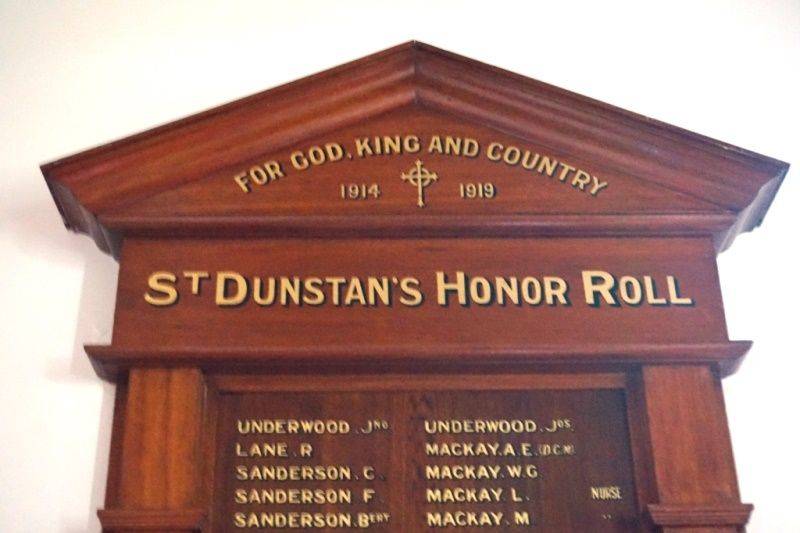 FOR GOD, KING AND COUNTRY
1914 1919
ST DUNSTAN'S HONOR ROLL
UNDERWOOD. JNO UNDERWOOD. JOS
LANE. R MACKAY. A.E. (D.C.M)
SANDERSON. C. MACKAY. W.G
SANDERSON F. MACKAY. L. NURSE
SANDERSON. BERT MACKAY. M "